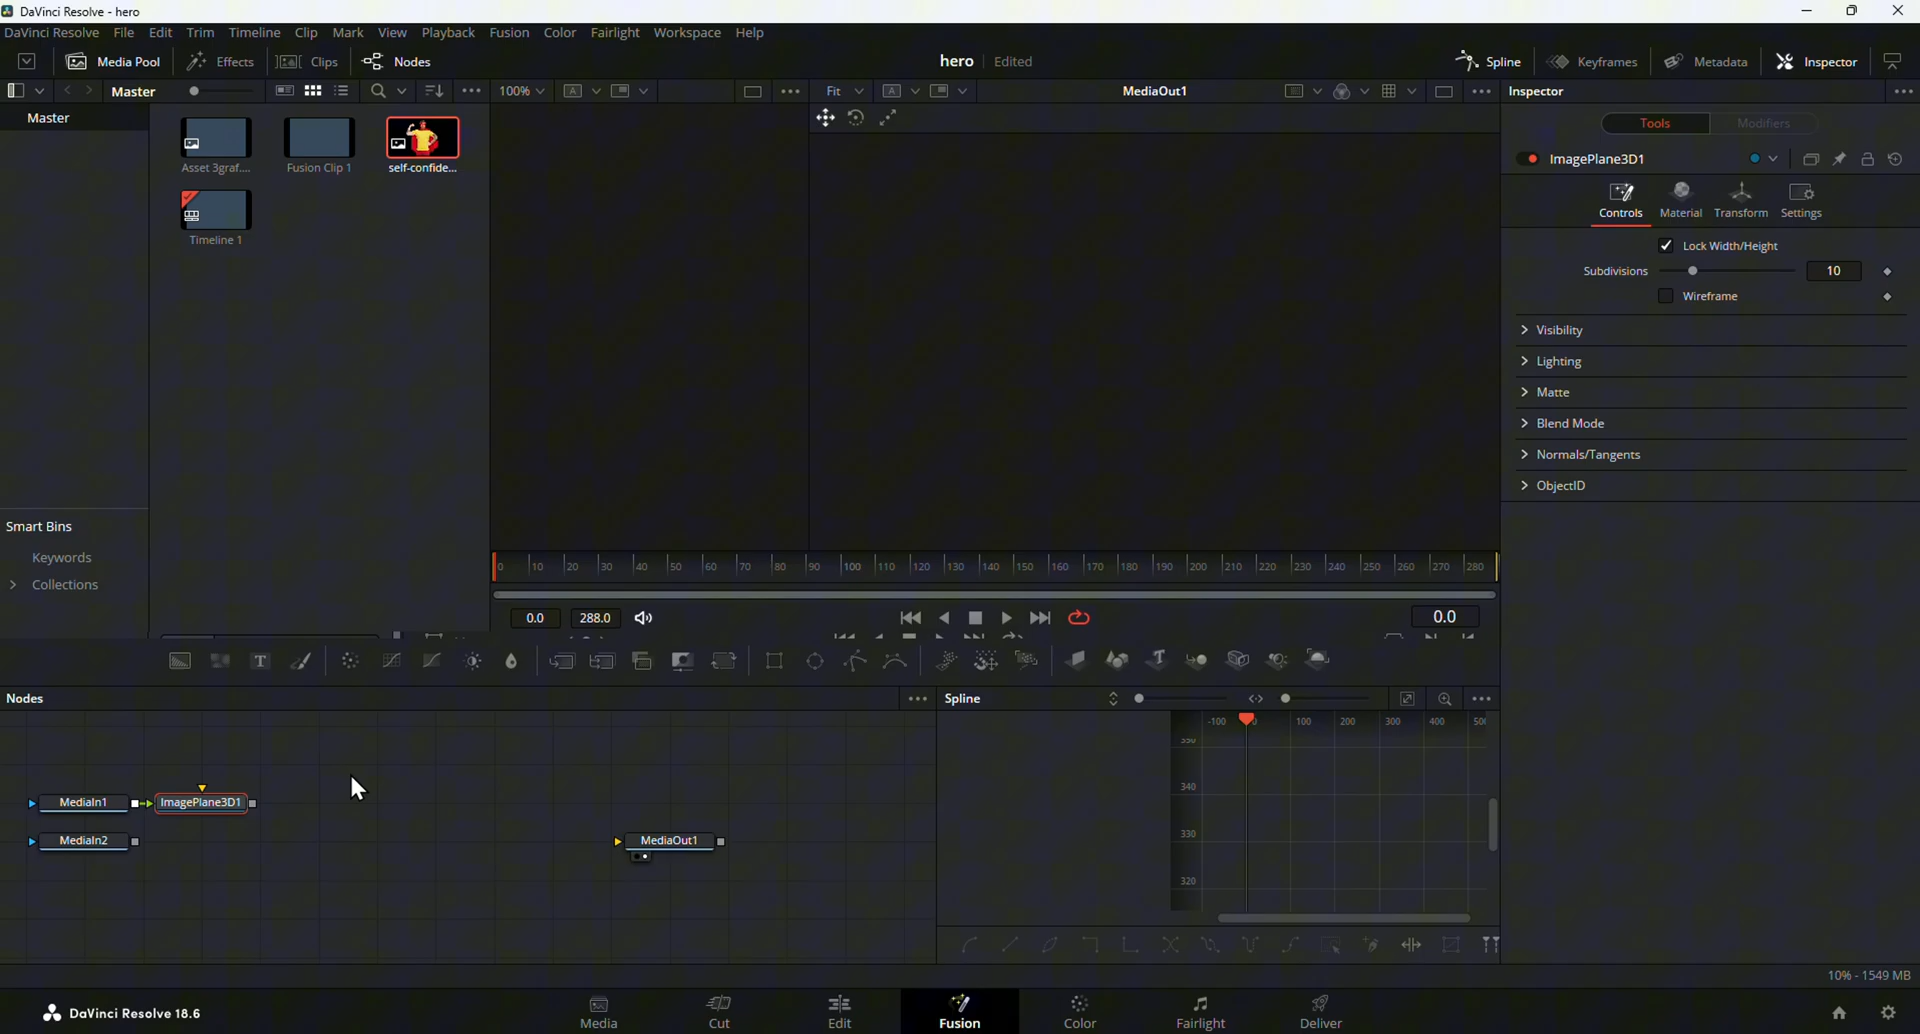 DaVinci Resolve - hero
DaVinci Resolve File Edit Trim Timeline Clip Mark View Playback Fusion Color Fairlight Workspace Help
Media Pool Effects Clips Nodes hero Edited Spline Keyframes Metadata Inspector
Master 100% Fit MediaOut1 Inspector
Master
Asset 3graf.... Fusion Clip 1 self-confide...
Timeline 1
Tools Modifiers
ImagePlane3D1
Controls Material Transform Settings
Lock Width/Height
Subdivisions 10
Wireframe
Visibility
Lighting
Matte
Blend Mode
Normals/Tangents
ObjectID
Smart Bins
Keywords
Collections
0 10 20 30 40 50 60 70 80 90 100 110 120 130 140 150 160 170 180 190 200 210 220 230 240 250 260 270 280
0.0 288.0 0.0
Nodes Spline
-100 0 100 200 300 400 500
350
340
330
320
MediaIn1 ImagePlane3D1
MediaIn2 MediaOut1
10% - 1549 MB
DaVinci Resolve 18.6
Media Cut Edit Fusion Color Fairlight Deliver